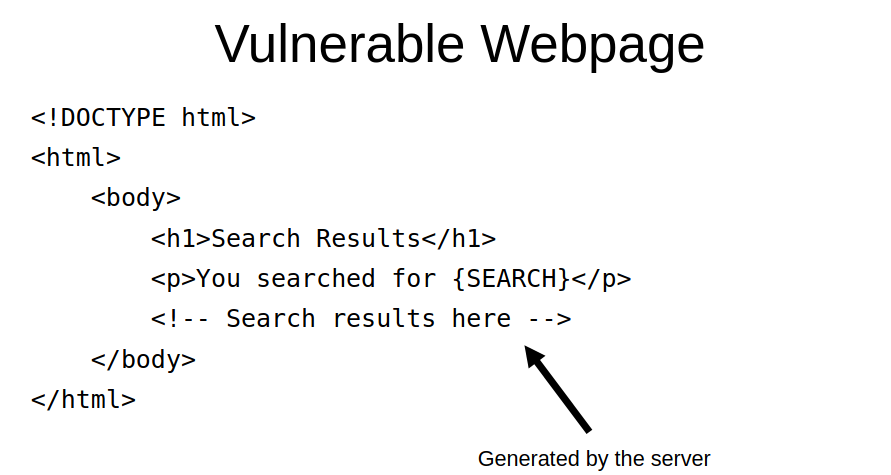 Vulnerable Webpage
<!DOCTYPE html>
<html>
    <body>
        <h1>Search Results</h1>
        <p>You searched for {SEARCH}</p>
        <!-- Search results here -->
    </body>
</html>
Generated by the server